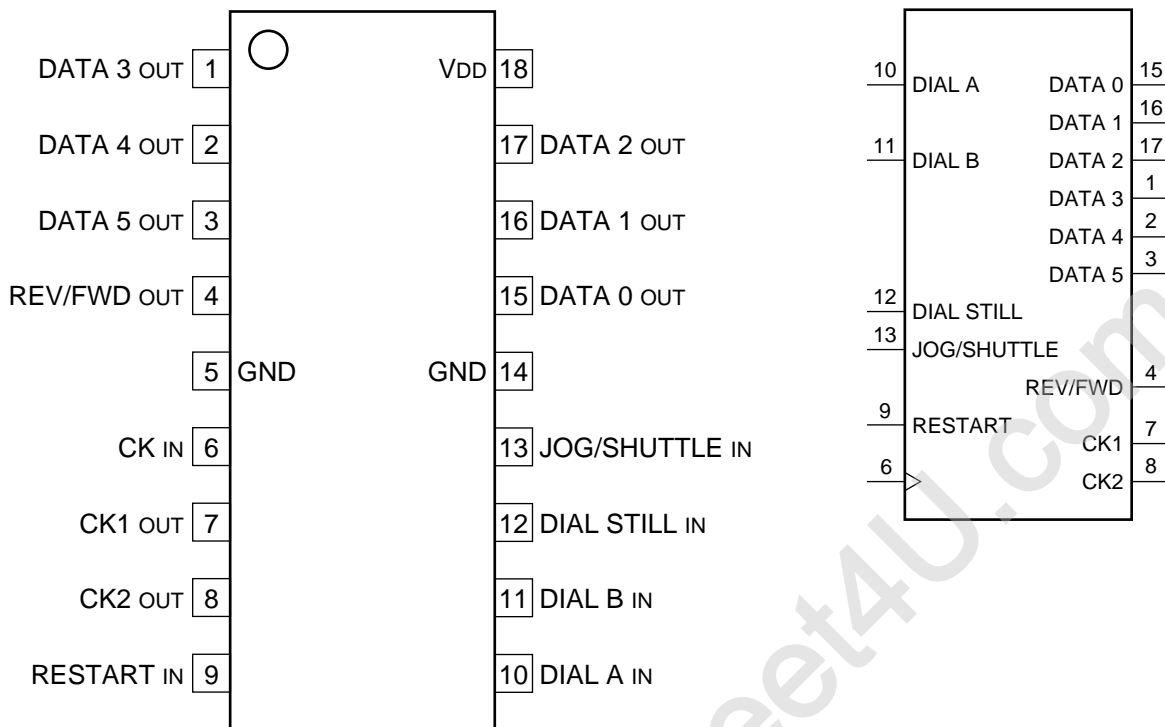 DATA 3 OUT 1
VDD 18
DATA 4 OUT 2
17 DATA 2 OUT
DATA 5 OUT 3
16 DATA 1 OUT
REV/FWD OUT 4
15 DATA 0 OUT
5 GND
GND 14
CK IN 6
13 JOG/SHUTTLE IN
CK1 OUT 7
12 DIAL STILL IN
CK2 OUT 8
11 DIAL B IN
RESTART IN 9
10 DIAL A IN
10 DIAL A
DATA 0 15
DATA 1 16
11 DIAL B
DATA 2 17
DATA 3 1
DATA 4 2
DATA 5 3
12 DIAL STILL
13 JOG/SHUTTLE
REV/FWD 4
9 RESTART
CK1 7
6
CK2 8
eet4U.com